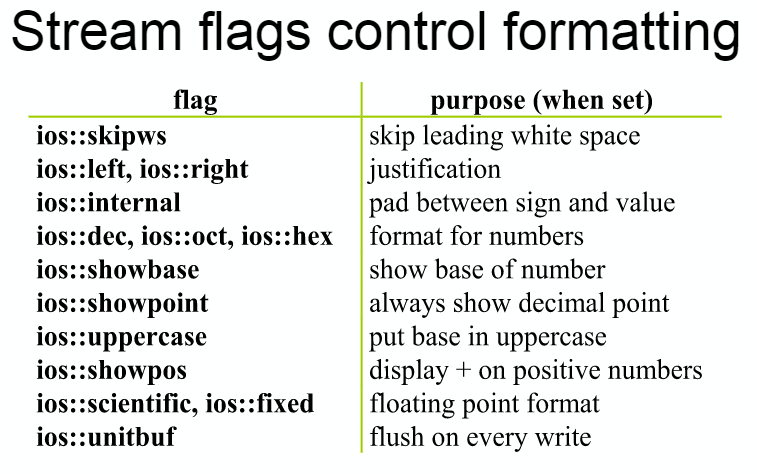 Stream flags control formatting
flag purpose (when set)
ios::skipws skip leading white space
ios::left, ios::right justification
ios::internal pad between sign and value
ios::dec, ios::oct, ios::hex format for numbers
ios::showbase show base of number
ios::showpoint always show decimal point
ios::uppercase put base in uppercase
ios::showpos display + on positive numbers
ios::scientific, ios::fixed floating point format
ios::unitbuf flush on every write